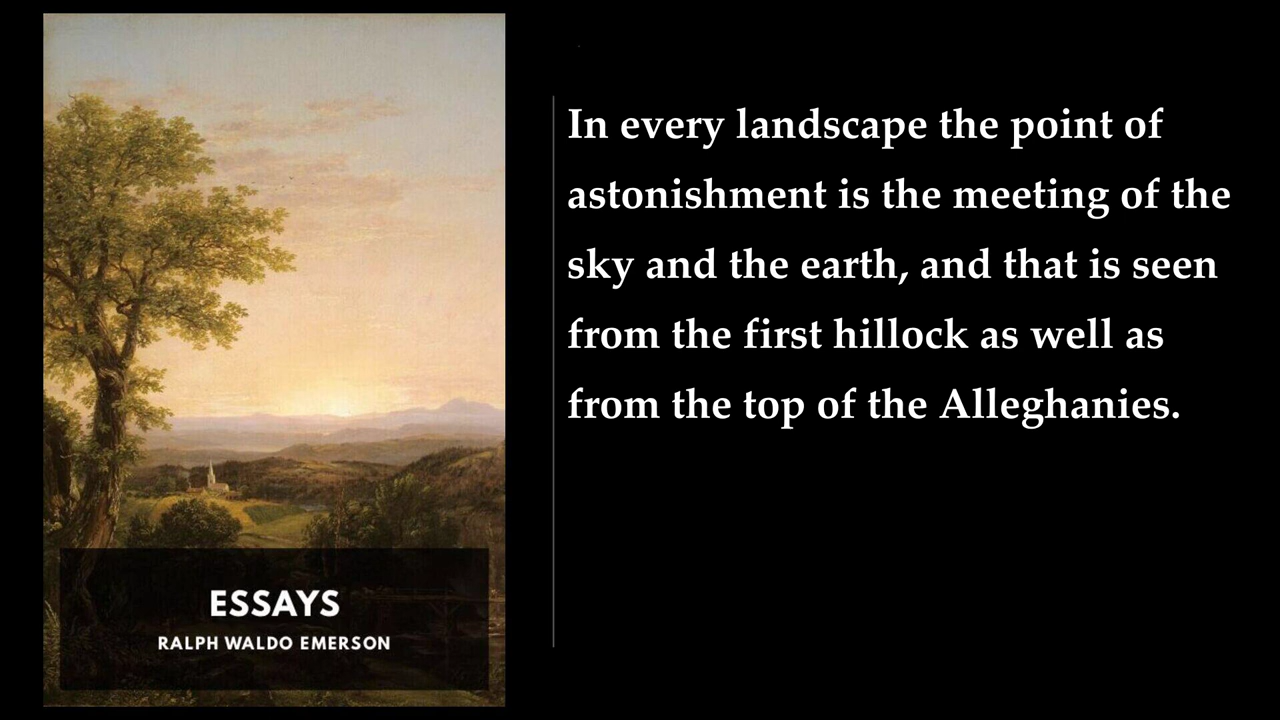 In every landscape the point of
astonishment is the meeting of the
sky and the earth, and that is seen
from the first hillock as well as
from the top of the Alleghanies.
ESSAYS
RALPH WALDO EMERSON